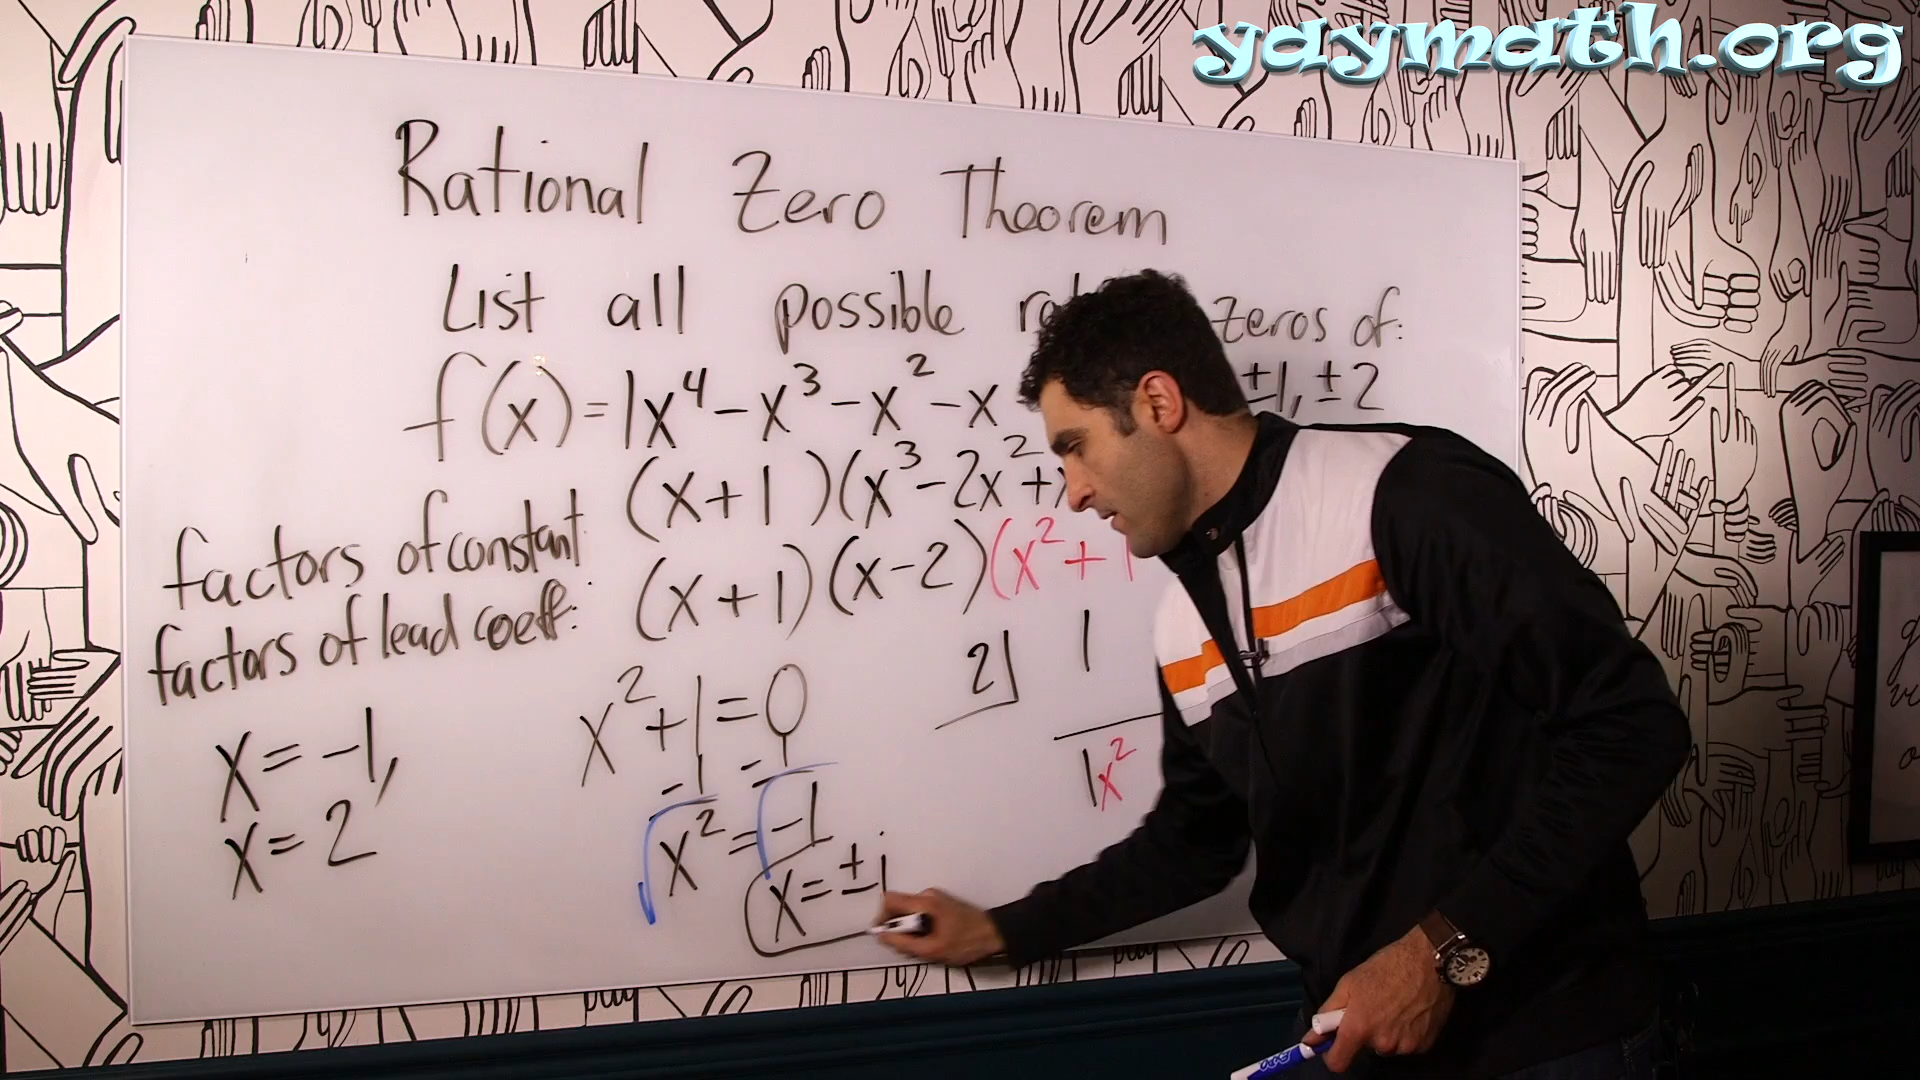 yaymath.org
Rational Zero Theorem
List all possible zeros of:
f(x)=1x⁴-x³-x²-x ±1, ±2
(x+1)(x³-2x²+x
factors of constant: (x+1)(x-2)(x²+1
factors of lead coeff:
x=-1, x²+1=0 2 1
-1 -1 1x²
x=2 √x²=√-1
x=±i